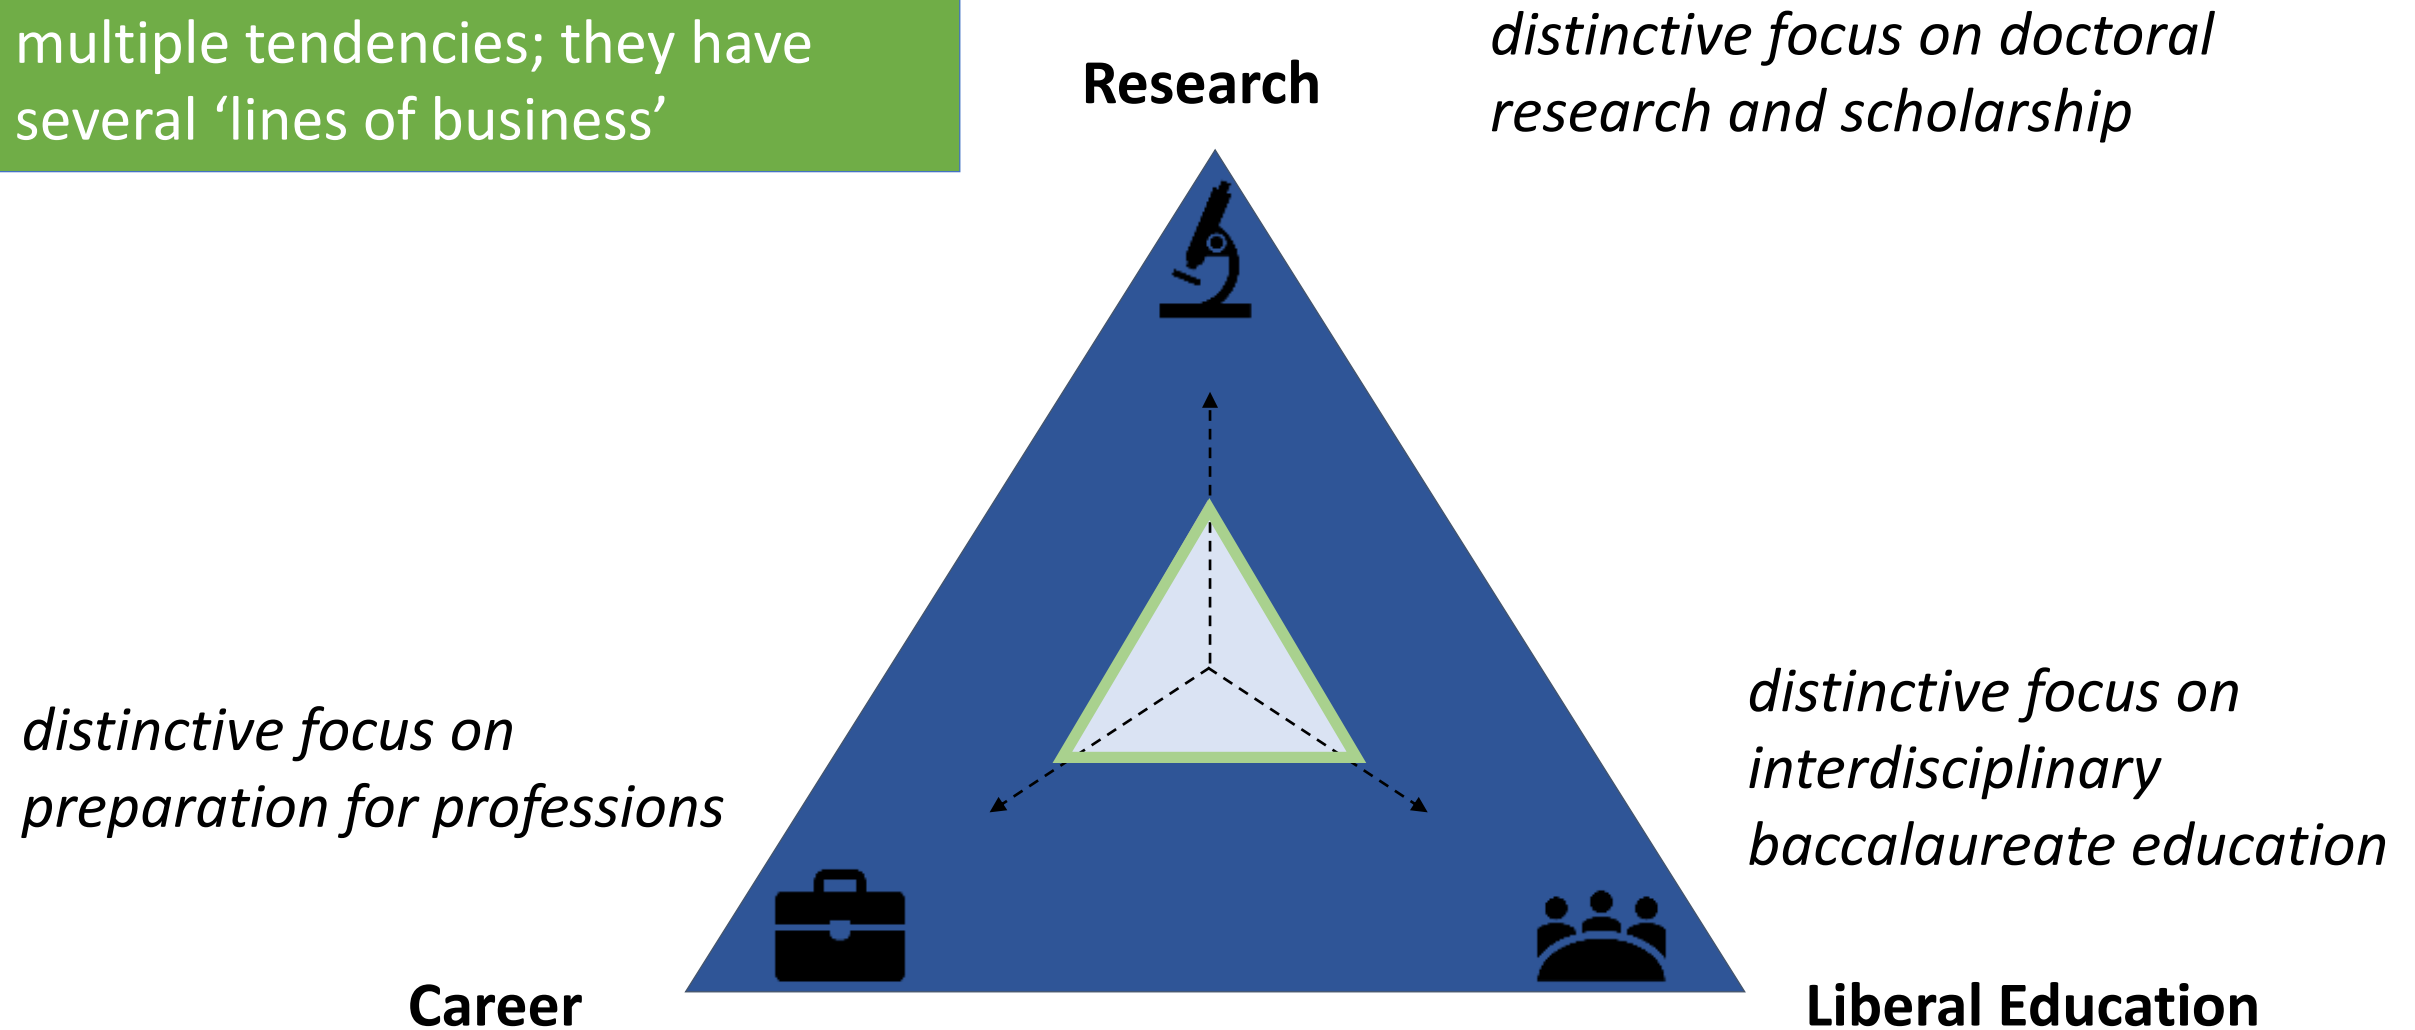 multiple tendencies; they have
several ‘lines of business’
Research
distinctive focus on doctoral
research and scholarship
distinctive focus on
preparation for professions
distinctive focus on
interdisciplinary
baccalaureate education
Career
Liberal Education